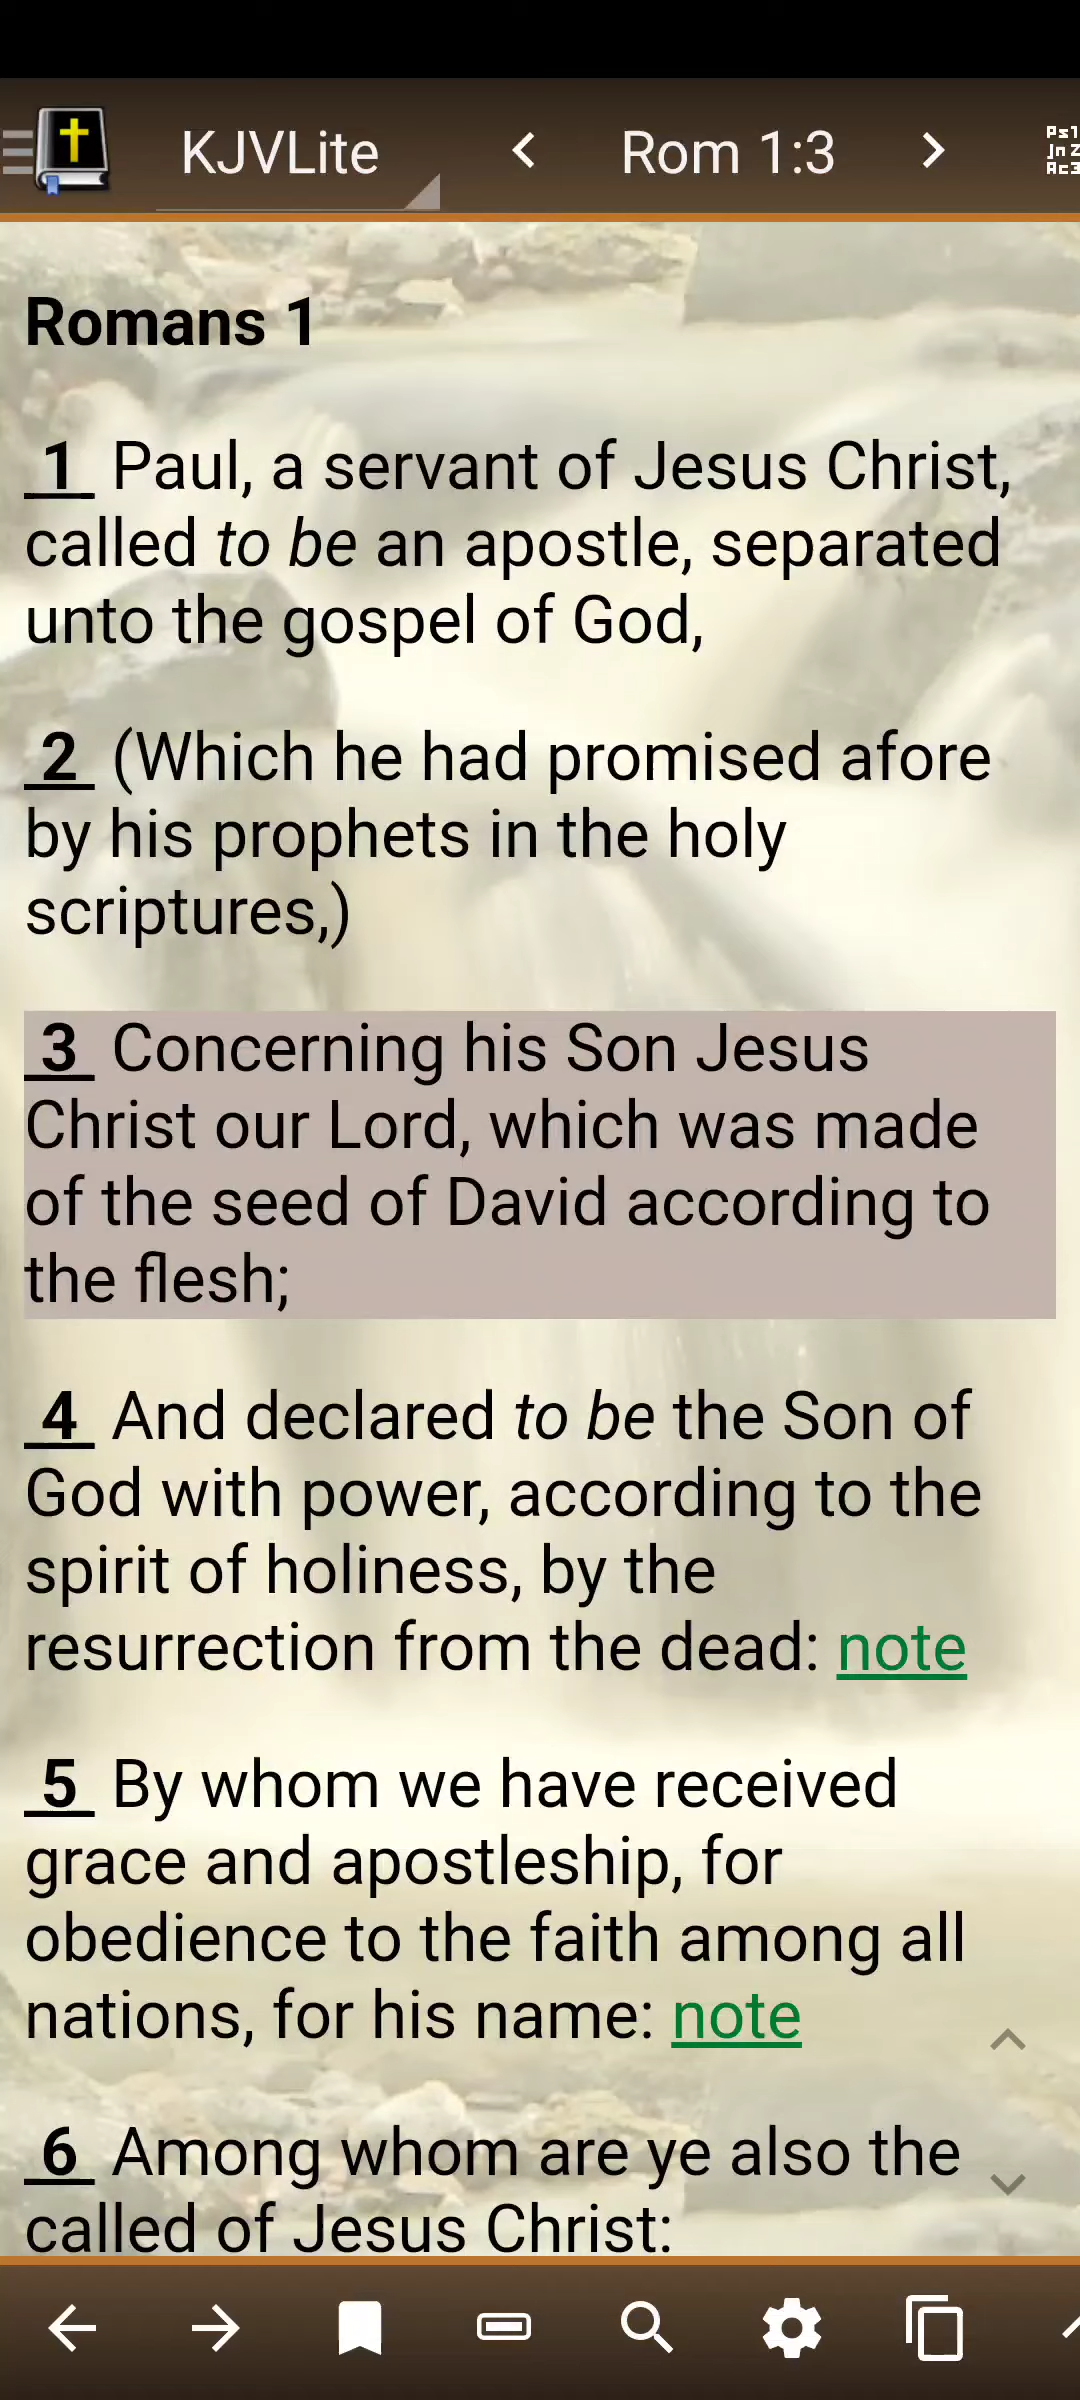 KJVLite
Rom 1:3
Ps1
Jn 2
Ac3
Romans 1
1 Paul, a servant of Jesus Christ,
called to be an apostle, separated
unto the gospel of God,
2 (Which he had promised afore
by his prophets in the holy
scriptures,)
3 Concerning his Son Jesus
Christ our Lord, which was made
of the seed of David according to
the flesh;
4 And declared to be the Son of
God with power, according to the
spirit of holiness, by the
resurrection from the dead: note
5 By whom we have received
grace and apostleship, for
obedience to the faith among all
nations, for his name: note
6 Among whom are ye also the
called of Jesus Christ: